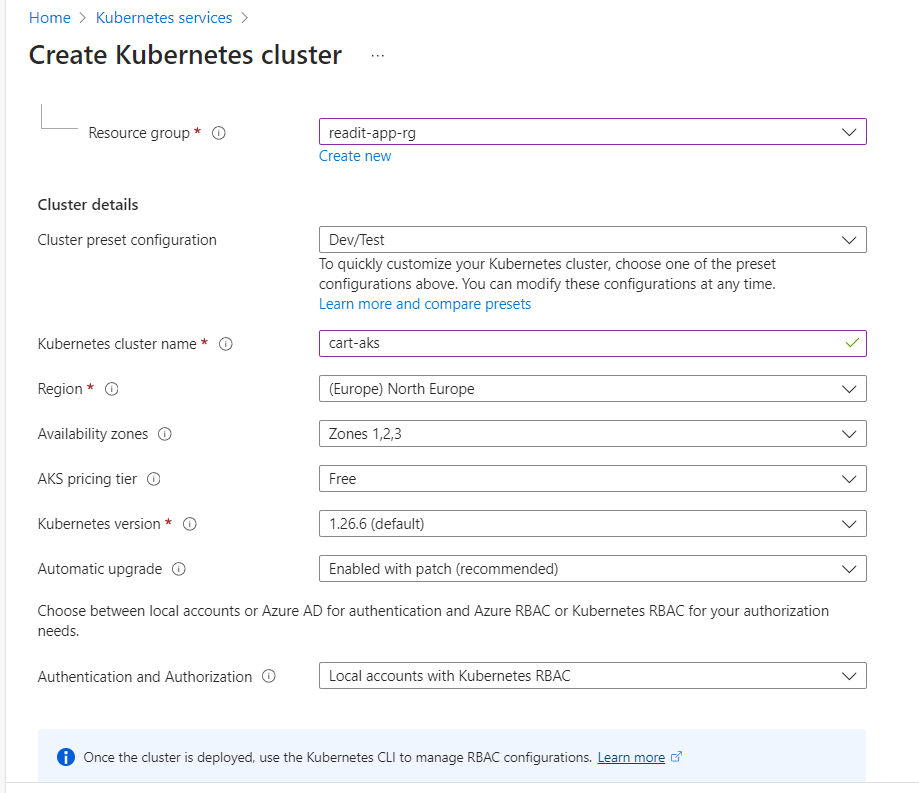 Home > Kubernetes services >
Create Kubernetes cluster ...
Resource group * readit-app-rg
Create new
Cluster details
Cluster preset configuration Dev/Test
To quickly customize your Kubernetes cluster, choose one of the preset
configurations above. You can modify these configurations at any time.
Learn more and compare presets
Kubernetes cluster name * cart-aks
Region * (Europe) North Europe
Availability zones Zones 1,2,3
AKS pricing tier Free
Kubernetes version * 1.26.6 (default)
Automatic upgrade Enabled with patch (recommended)
Choose between local accounts or Azure AD for authentication and Azure RBAC or Kubernetes RBAC for your authorization
needs.
Authentication and Authorization Local accounts with Kubernetes RBAC
Once the cluster is deployed, use the Kubernetes CLI to manage RBAC configurations. Learn more